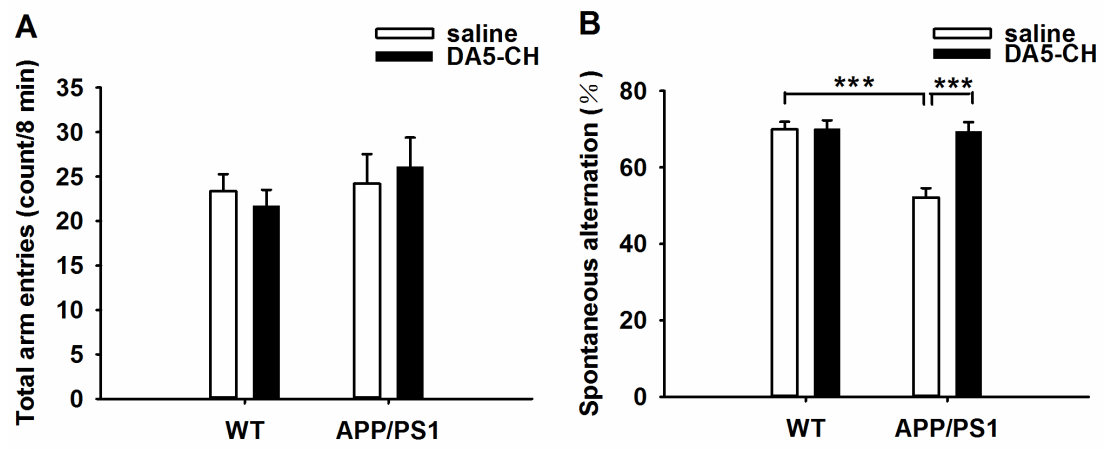 A
saline
DA5-CH
Total arm entries (count/8 min)
35
30
25
20
15
10
5
0
WT
APP/PS1
B
saline
DA5-CH
Spontaneous alternation (%)
80
60
40
20
0
***
***
WT
APP/PS1